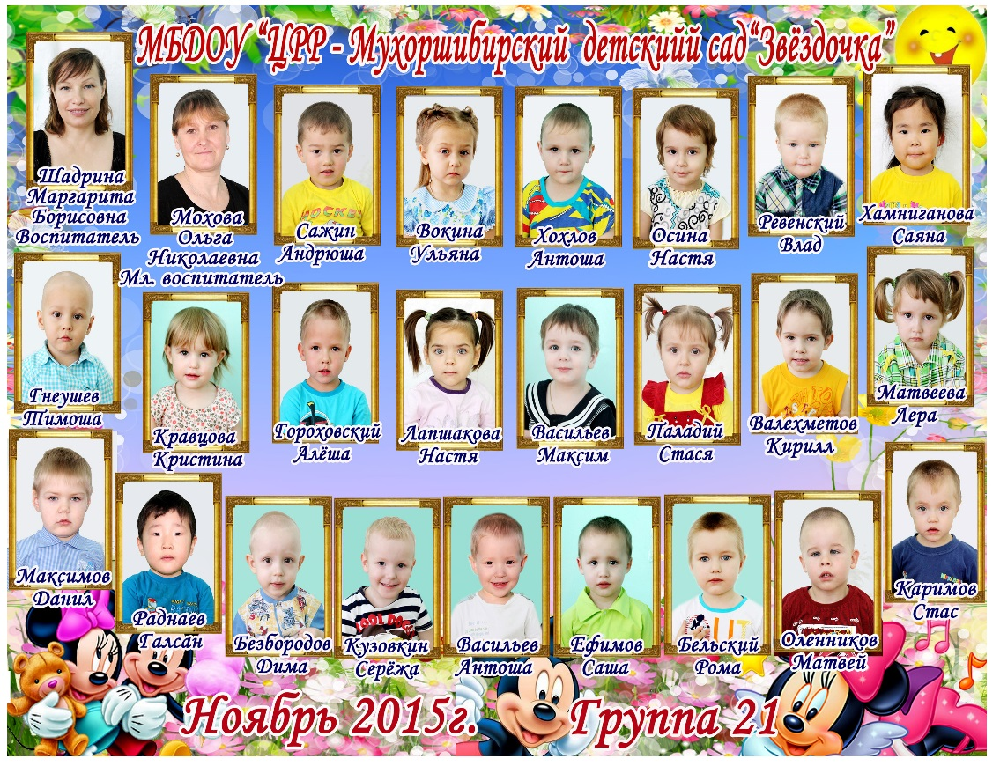 МБДОУ “ЦРР - Мухоршибирский детскийй сад“Звёздочка”
Шадрина
Маргарита
Борисовна
Воспитатель
Мохова
Ольга
Николаевна
Мл. воспитатель
Сажин
Андрюша
Вокина
Ульяна
Хохлов
Антоша
Осина
Настя
Ревенский
Влад
Хамниганова
Саяна
Гнеушев
Тимоша
Кравцова
Кристина
Гороховский
Алёша
Лапшакова
Настя
Васильев
Максим
Паладий
Стася
Валехметов
Кирилл
Матвеева
Лера
Максимов
Данил
Раднаев
Галсан
Безбородов
Дима
Кузовкин
Серёжа
Васильев
Антоша
Ефимов
Саша
Бельский
Рома
Оленников
Матвей
Каримов
Стас
Ноябрь 2015г.
Группа 21